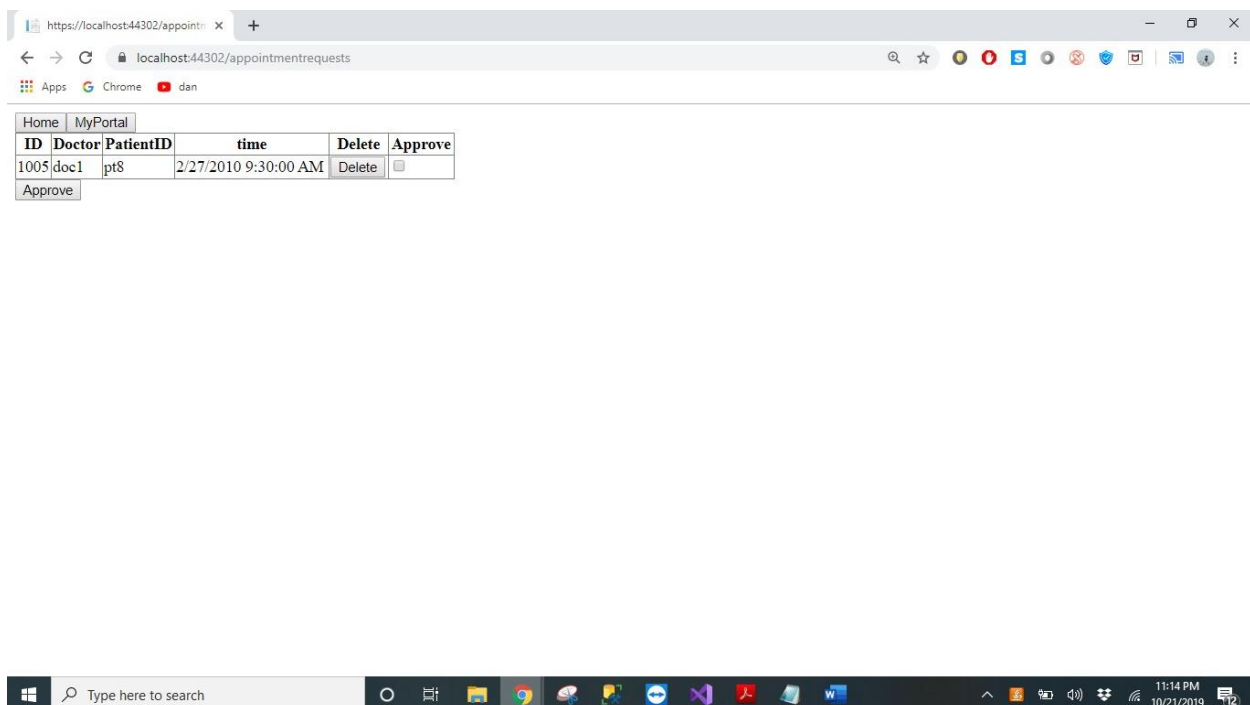 https://localhost:44302/appointn
localhost:44302/appointmentrequests
Apps Chrome dan
Home MyPortal
ID Doctor PatientID time Delete Approve
1005 doc1 pt8 2/27/2010 9:30:00 AM Delete
Approve
Type here to search
11:14 PM
10/21/2019
12